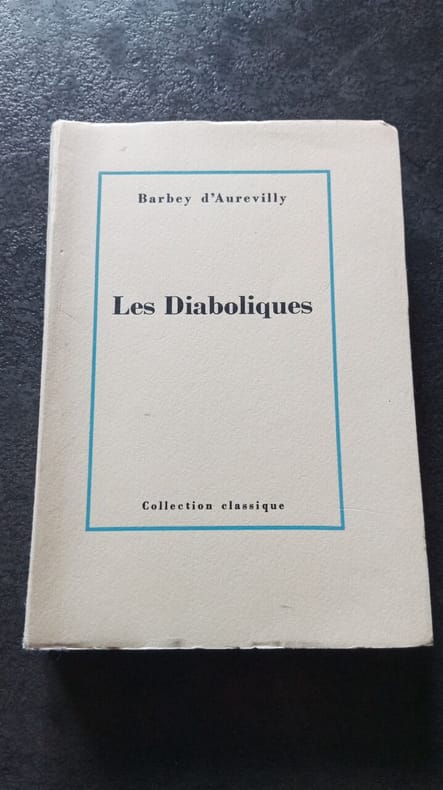 Barbey d'Aurevilly
Les Diaboliques
Collection classique